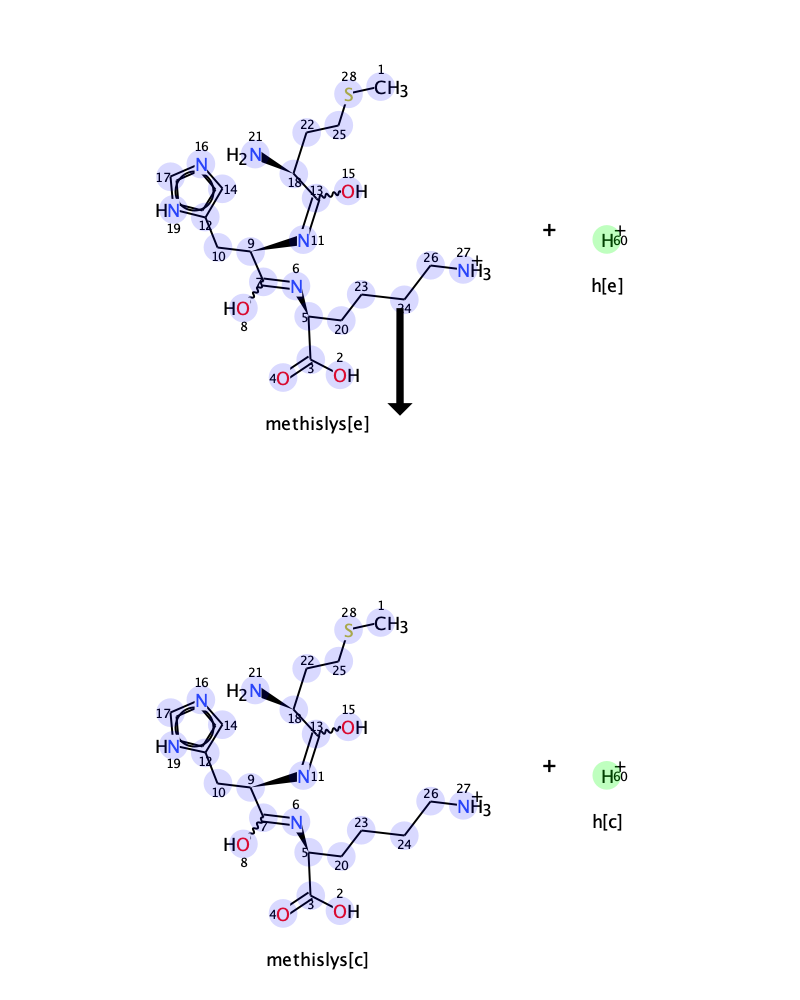 1
28
S CH3
22
25
21
H2N
16
N
18
15
13 OH
17
14
HN
19
12
11
N
9
10
6
N
7
HO
8
26
27
NH3 +
23
24
5
20
2
3
4O
OH
+
H +
60
h[e]
methislys[e]
1
28
S CH3
22
25
21
H2N
16
N
18
15
13 OH
17
14
HN
19
12
11
N
9
10
6
N
7
HO
8
26
27
NH3 +
23
24
5
20
2
3
4O
OH
+
H +
60
h[c]
methislys[c]